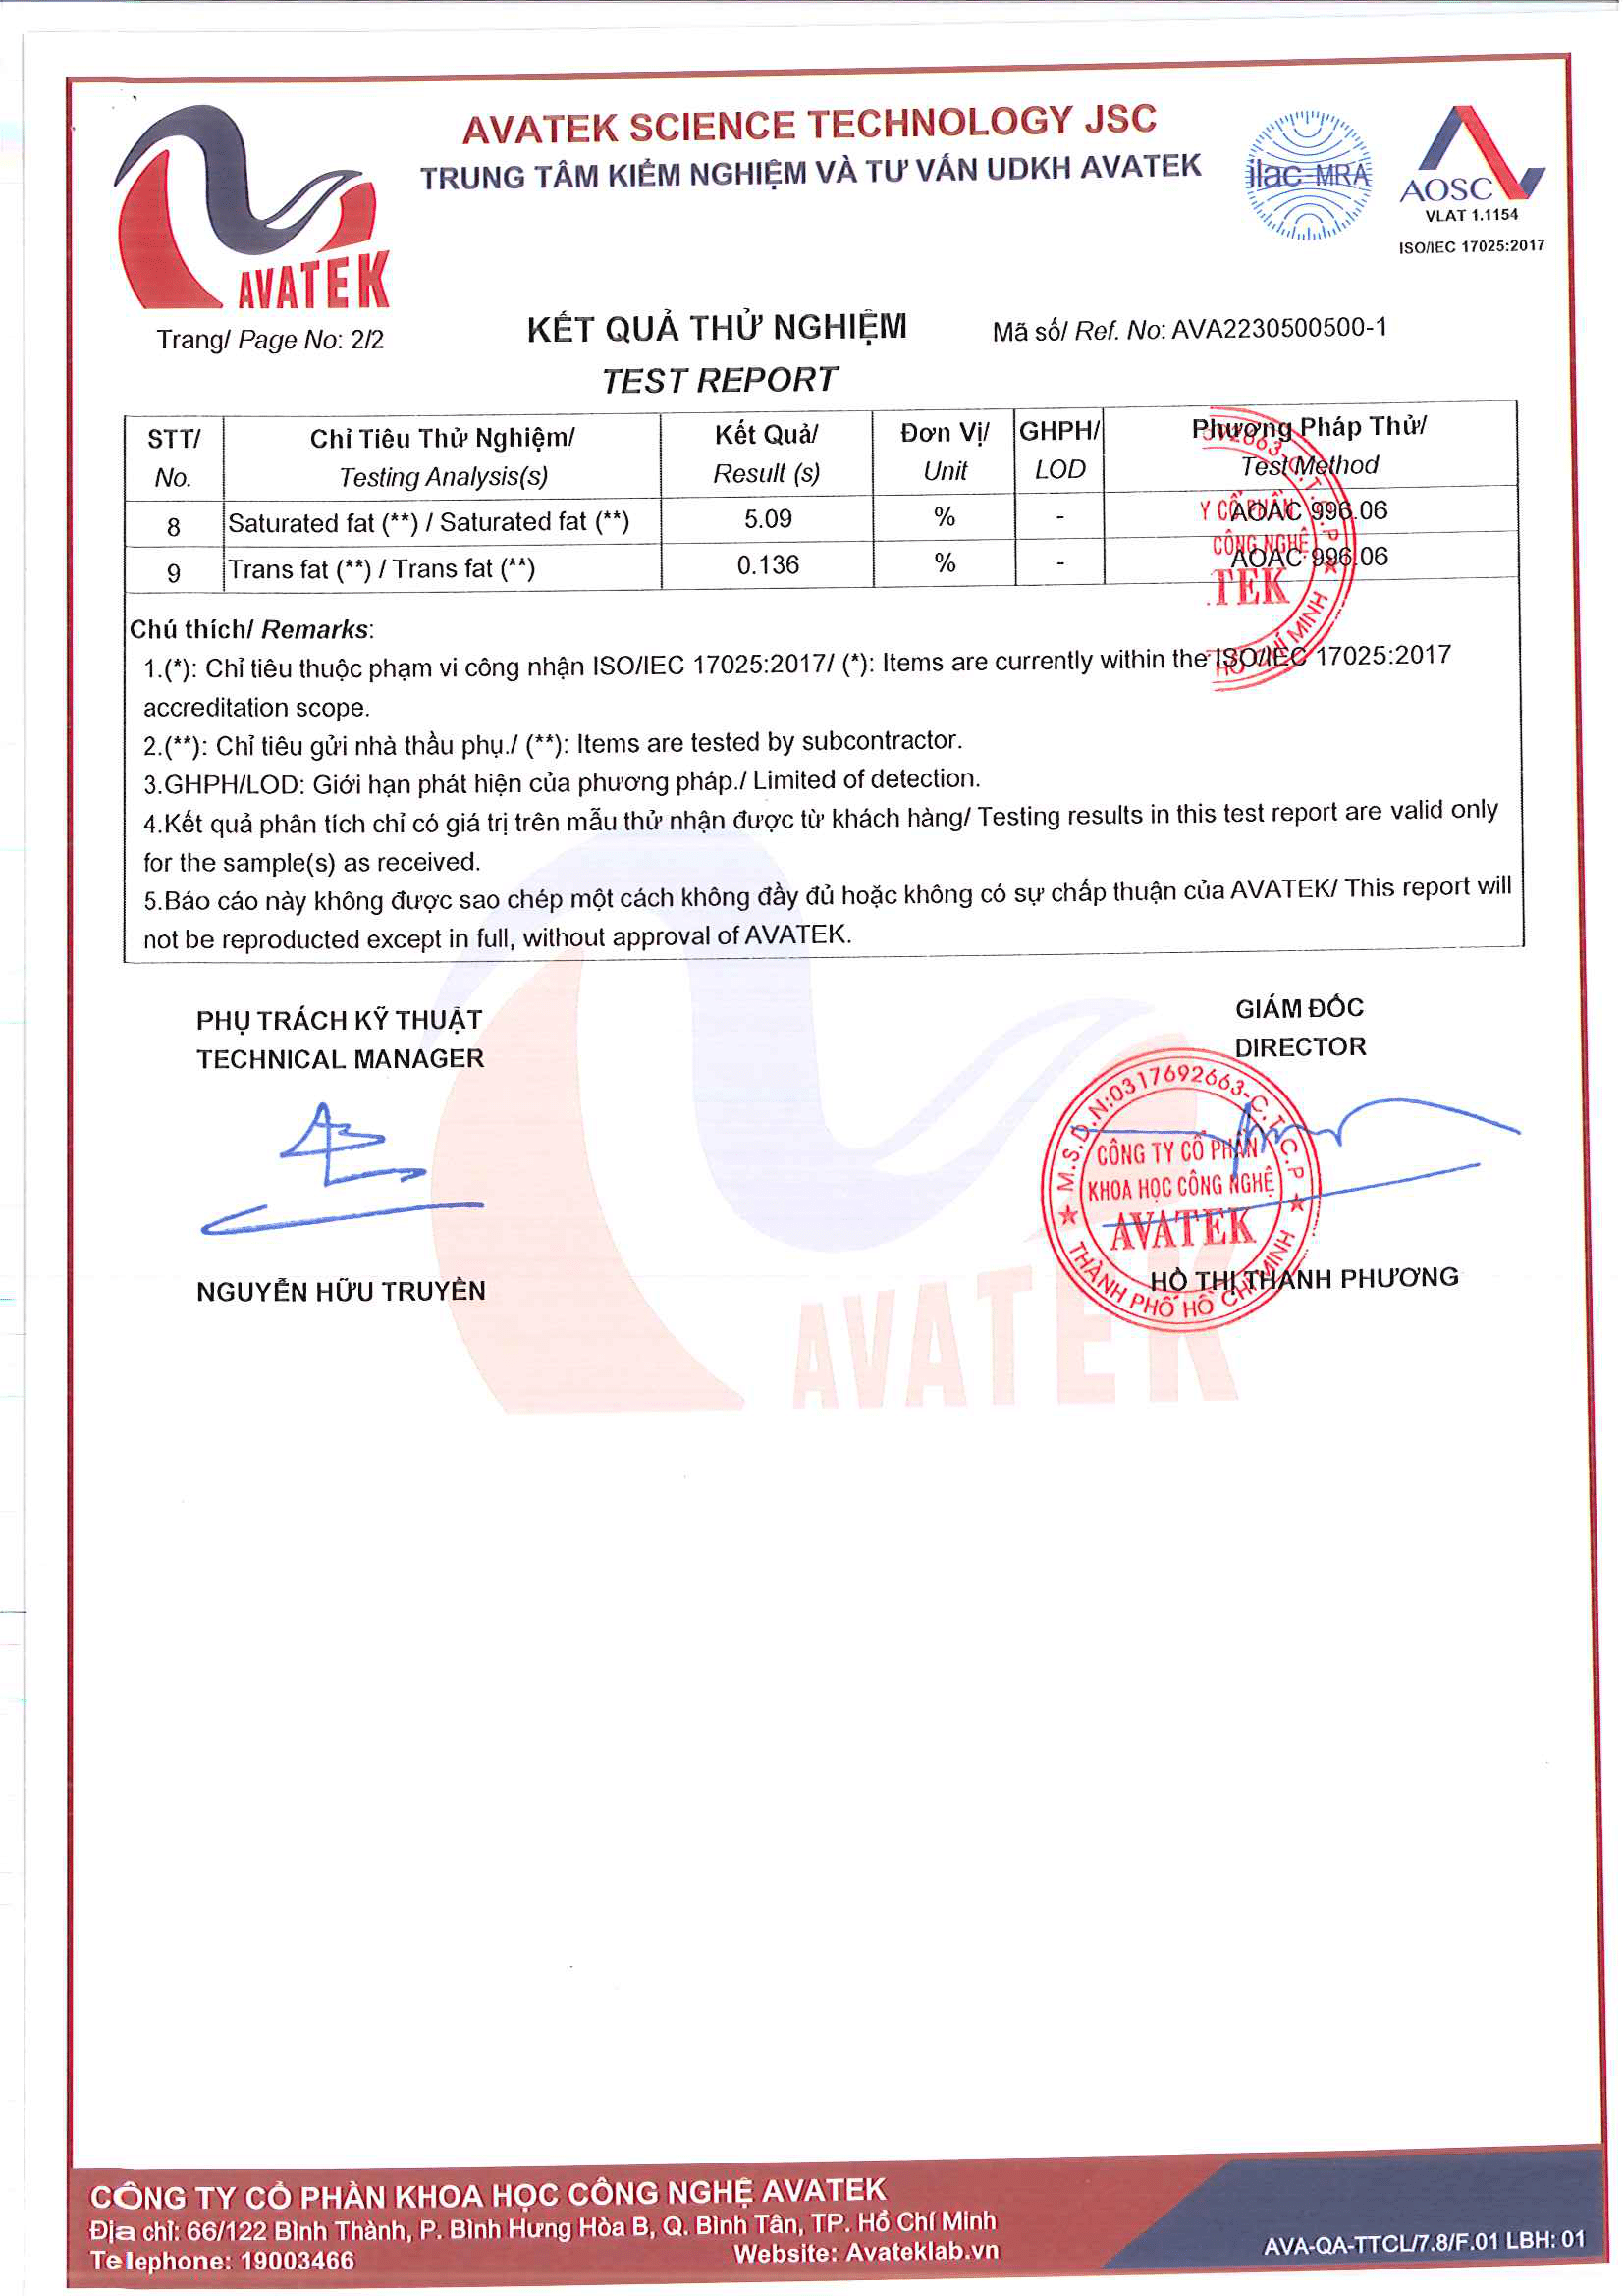 AVATEK SCIENCE TECHNOLOGY JSC
TRUNG TÂM KIỂM NGHIỆM VÀ TƯ VẤN UDKH AVATEK
AVATEK
ilac-MRA
AOSC
VLAT 1.1154
ISO/IEC 17025:2017
Trang/ Page No: 2/2
KẾT QUẢ THỬ NGHIỆM
Mã số/ Ref. No: AVA2230500500-1
TEST REPORT
STT/ Chỉ Tiêu Thử Nghiệm/ Kết Quả/ Đơn Vị/ GHPH/ Phương Pháp Thử/
No. Testing Analysis(s) Result (s) Unit LOD Test Method
8 Saturated fat (**) / Saturated fat (**) 5.09 % - AOAC 996.06
9 Trans fat (**) / Trans fat (**) 0.136 % - AOAC 996.06
Y CỔ PHẦN
CÔNG NGHỆ
TEK
Chú thích/ Remarks:
1.(*): Chỉ tiêu thuộc phạm vi công nhận ISO/IEC 17025:2017/ (*): Items are currently within the ISO/IEC 17025:2017
accreditation scope.
2.(**): Chỉ tiêu gửi nhà thầu phụ./ (**): Items are tested by subcontractor.
3.GHPH/LOD: Giới hạn phát hiện của phương pháp./ Limited of detection.
4.Kết quả phân tích chỉ có giá trị trên mẫu thử nhận được từ khách hàng/ Testing results in this test report are valid only
for the sample(s) as received.
5.Báo cáo này không được sao chép một cách không đầy đủ hoặc không có sự chấp thuận của AVATEK/ This report will
not be reproducted except in full, without approval of AVATEK.
PHỤ TRÁCH KỸ THUẬT
TECHNICAL MANAGER
GIÁM ĐỐC
DIRECTOR
M.S.D.N:0317692663-C.T.C.P
CÔNG TY CỔ PHẦN
KHOA HỌC CÔNG NGHỆ
AVATEK
THÀNH PHỐ HỒ CHÍ MINH
NGUYỄN HỮU TRUYỀN
HỒ THỊ THANH PHƯƠNG
AVATEK
CÔNG TY CỔ PHẦN KHOA HỌC CÔNG NGHỆ AVATEK
Địa chỉ: 66/122 Bình Thành, P. Bình Hưng Hòa B, Q. Bình Tân, TP. Hồ Chí Minh
Telephone: 19003466
Website: Avateklab.vn
AVA-QA-TTCL/7.8/F.01 LBH: 01